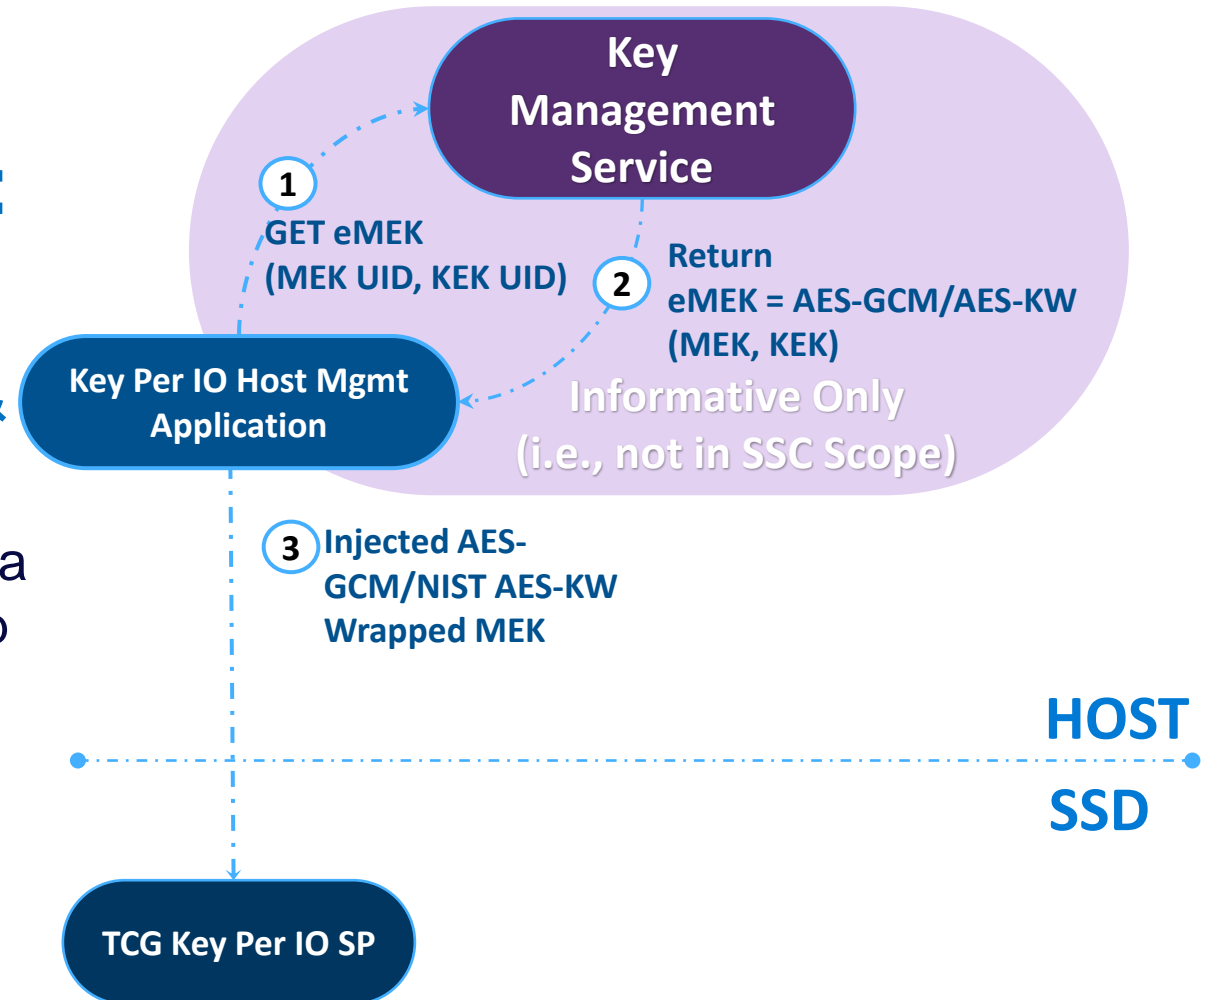 Key
Management
Service
:
1
GET eMEK
(MEK UID, KEK UID)
2
Return
eMEK = AES-GCM/AES-KW
(MEK, KEK)
Key Per IO Host Mgmt
Application
&
Informative Only
(i.e., not in SSC Scope)
3
Injected AES-
GCM/NIST AES-KW
Wrapped MEK
a
HOST
SSD
TCG Key Per IO SP